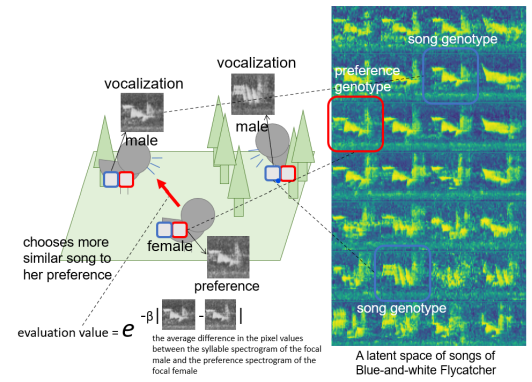 song genotype
preference
genotype
vocalization
vocalization
male
male
female
preference
chooses more
similar song to
her preference
evaluation value = e
-β| - |
the average difference in the pixel values
between the syllable spectrogram of the focal
male and the preference spectrogram of the
focal female
song genotype
A latent space of songs of
Blue-and-white Flycatcher